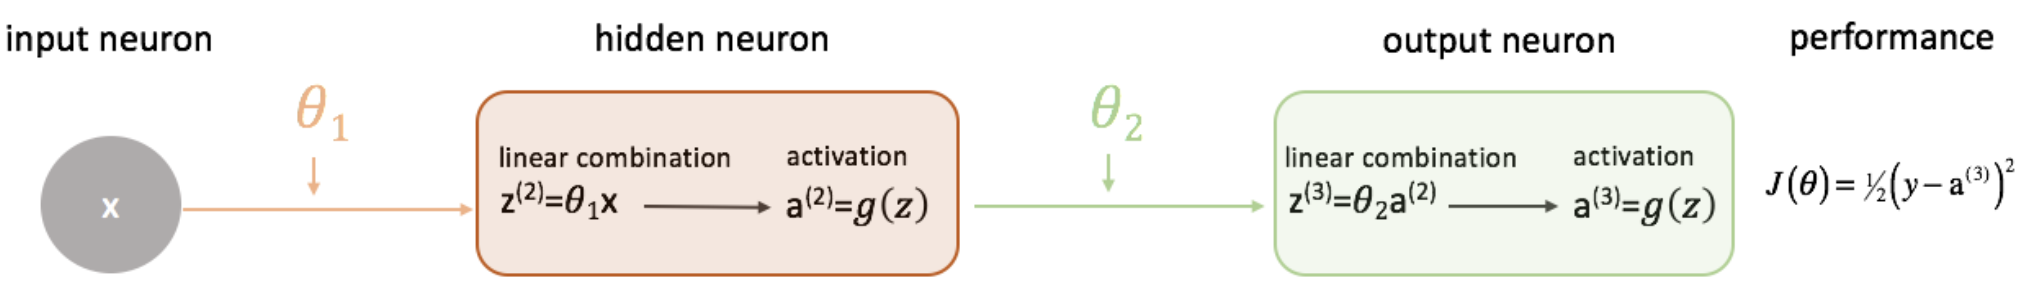 input neuron
hidden neuron
output neuron
performance
θ₁
θ₂
linear combination
activation
linear combination
activation
x
z⁽²⁾=θ₁x
a⁽²⁾=g(z)
z⁽³⁾=θ₂a⁽²⁾
a⁽³⁾=g(z)
J(θ)= ½(y− a⁽³⁾)²